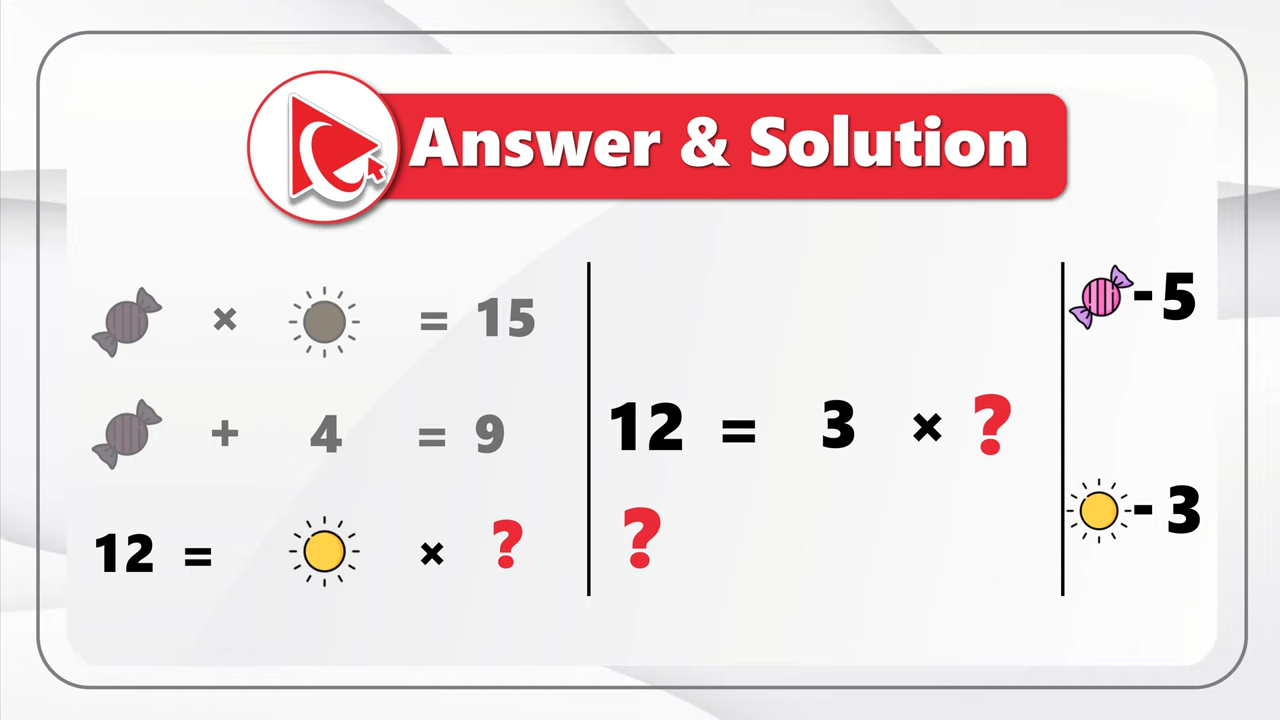 Answer & Solution
× = 15
+ 4 = 9
12 = × ?
12 = 3 × ?
?
- 5
- 3